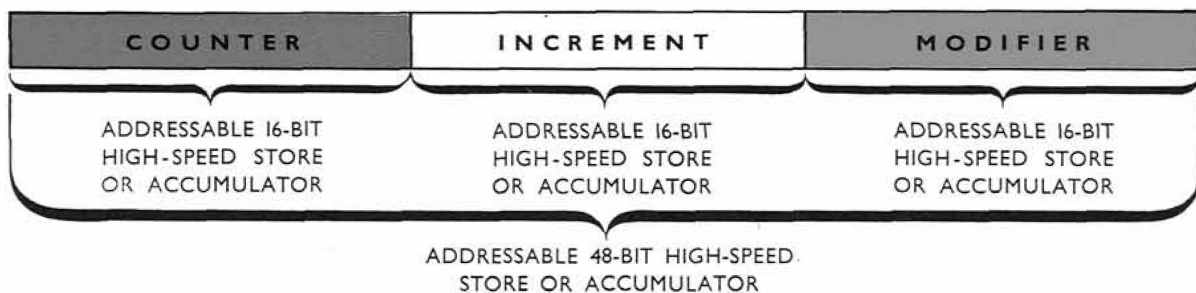 COUNTER INCREMENT MODIFIER
ADDRESSABLE 16-BIT
HIGH-SPEED STORE
OR ACCUMULATOR
ADDRESSABLE 16-BIT
HIGH-SPEED STORE
OR ACCUMULATOR
ADDRESSABLE 16-BIT
HIGH-SPEED STORE
OR ACCUMULATOR
ADDRESSABLE 48-BIT HIGH-SPEED
STORE OR ACCUMULATOR